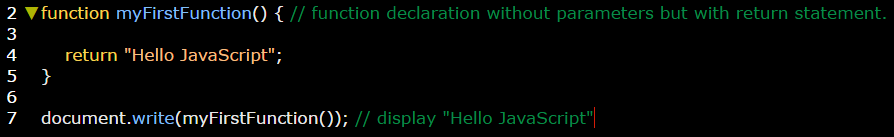 2 function myFirstFunction() { // function declaration without parameters but with return statement.
3
4 return "Hello JavaScript";
5 }
6
7 document.write(myFirstFunction()); // display "Hello JavaScript"